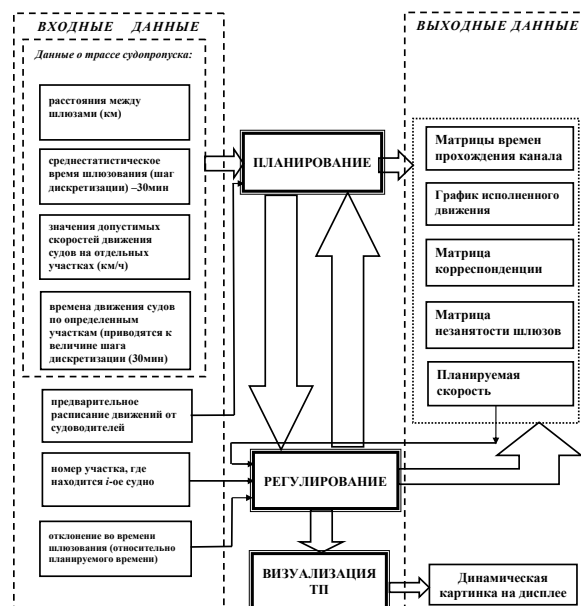 ВХОДНЫЕ ДАННЫЕ
Данные о трассе судопропуска:
расстояния между
шлюзами (км)
среднестатистическое
время шлюзования (шаг
дискретизации) –30мин
значения допустимых
скоростей движения
судов на отдельных
участках (км/ч)
времена движения судов
по определенным
участкам (приводятся к
величине шага
дискретизации (30мин)
предварительное
расписание движений от
судоводителей
номер участка, где
находится i-ое судно
отклонение во времени
шлюзования (относительно
планируемого времени)
ПЛАНИРОВАНИЕ
РЕГУЛИРОВАНИЕ
ВИЗУАЛИЗАЦИЯ
ТП
ВЫХОДНЫЕ ДАННЫЕ
Матрицы времен
прохождения канала
График исполненного
движения
Матрица
корреспонденции
Матрица
незанятости шлюзов
Планируемая
скорость
Динамическая
картинка на дисплее